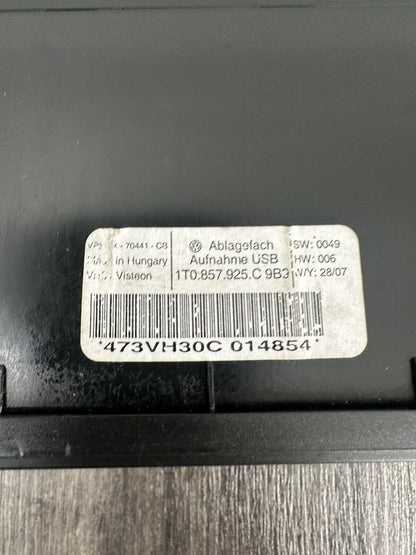 70441 - CB
in Hungary
Visteon
Ablagefach
Aufnahme USB
1T0.857.925.C 9B3
SW: 0049
HW: 006
W/Y: 28/07
*473VH30C 014854*